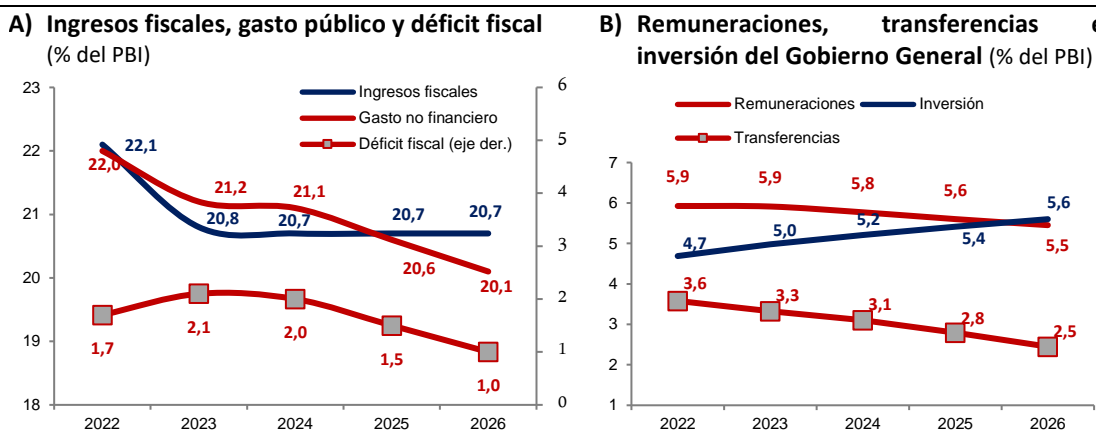 A) Ingresos fiscales, gasto público y déficit fiscal
(% del PBI)
23
22
21
20
19
18
6
5
4
3
2
1
0
Ingresos fiscales
Gasto no financiero
Déficit fiscal (eje der.)
22,1
20,8
20,7
20,7
20,7
22,0
21,2
21,1
20,6
20,1
1,7
2,1
2,0
1,5
1,0
2022 2023 2024 2025 2026
B) Remuneraciones, transferencias e
inversión del Gobierno General (% del PBI)
Remuneraciones Inversión
Transferencias
7
6
5
4
3
2
1
5,9 5,9 5,8 5,6 5,5
4,7 5,0 5,2 5,4 5,6
3,6 3,3 3,1 2,8 2,5
2022 2023 2024 2025 2026